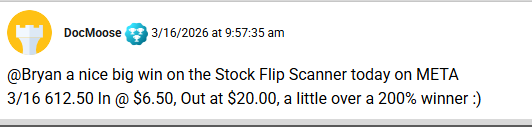 DocMoose 3/16/2026 at 9:57:35 am
@Bryan a nice big win on the Stock Flip Scanner today on META
3/16 612.50 In @ $6.50, Out at $20.00, a little over a 200% winner :)